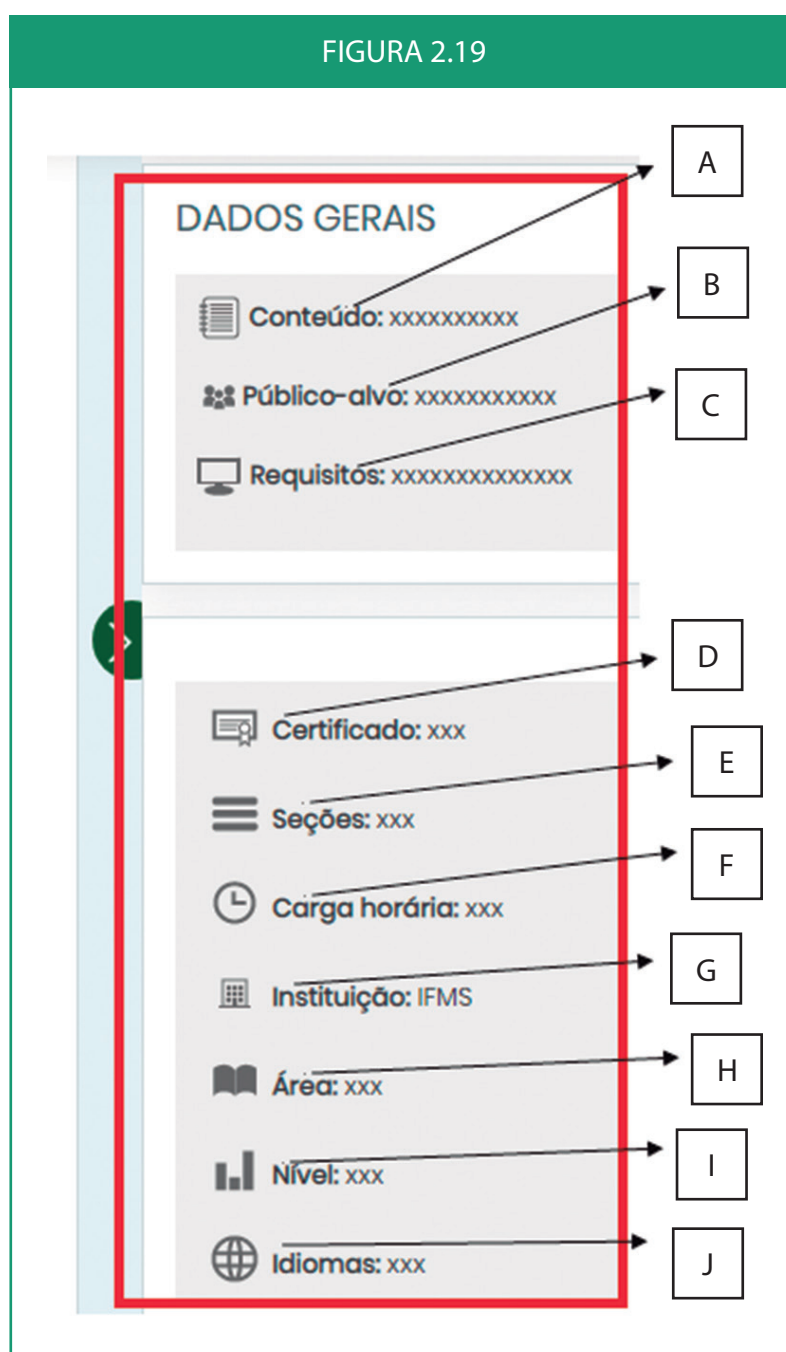 FIGURA 2.19
A
DADOS GERAIS
B
Conteúdo: xxxxxxxxxx
Público-alvo: xxxxxxxxxxx
C
Requisitos: xxxxxxxxxxxxxx
D
Certificado: xxx
E
Seções: xxx
F
Carga horária: xxx
G
Instituição: IFMS
H
Área: xxx
I
Nível: xxx
J
Idiomas: xxx